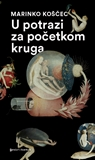 MARINKO KOŠČEC
U potrazi
za početkom
kruga